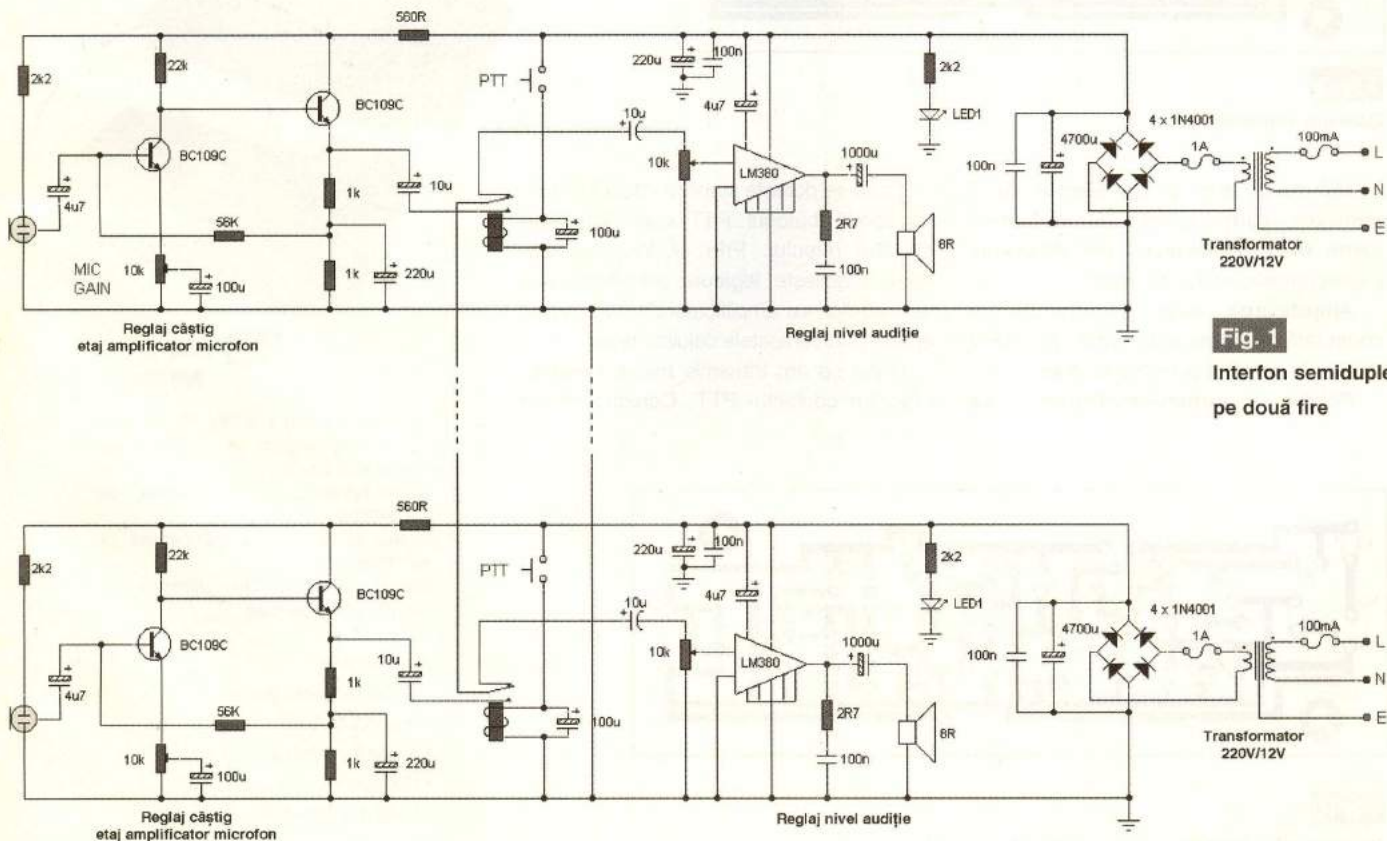 560R
2k2
22k
BC109C
BC109C
4u7
56K
10k
MIC
GAIN
100u
1k
1k
10u
220u
PTT
100u
10u
10k
220u
100n
4u7
LM380
1000u
2R7
100n
8R
2k2
LED1
100n
4700u
4 x 1N4001
1A
100mA
L
N
E
Transformator
220V/12V
Reglaj câștig
etaj amplificator microfon
Reglaj nivel audiție
Fig. 1
Interfon semiduple
pe două fire
560R
2k2
22k
BC109C
BC109C
4u7
56K
10k
100u
1k
1k
10u
220u
PTT
100u
10u
10k
220u
100n
4u7
LM380
1000u
2R7
100n
8R
2k2
LED1
100n
4700u
4 x 1N4001
1A
100mA
L
N
E
Transformator
220V/12V
Reglaj câștig
etaj amplificator microfon
Reglaj nivel audiție